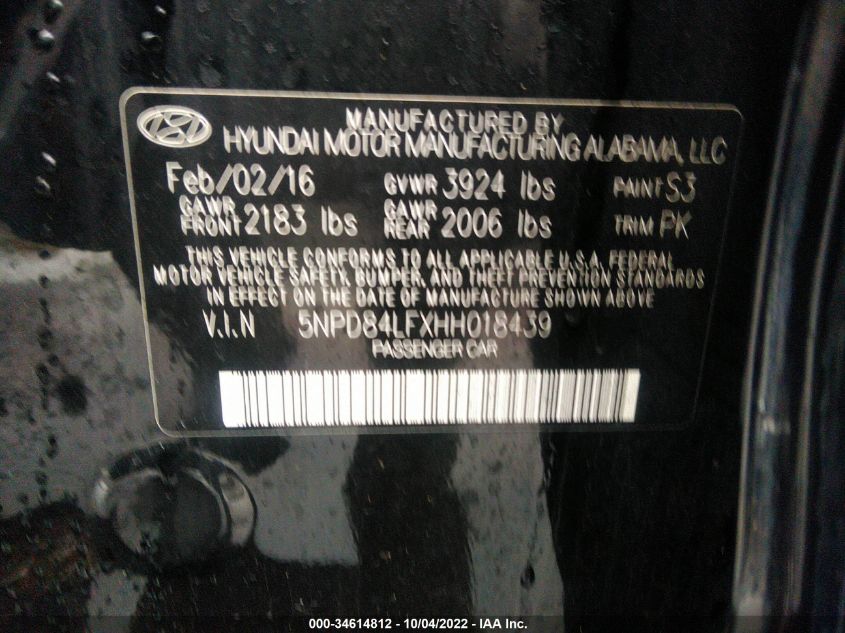 MANUFACTURED BY
HYUNDAI MOTOR MANUFACTURING ALABAMA, LLC
Feb/02/16 GVWR 3924 lbs PAINT S3
GAWR FRONT 2183 lbs GAWR REAR 2006 lbs TRIM PK
THIS VEHICLE CONFORMS TO ALL APPLICABLE U.S.A. FEDERAL
MOTOR VEHICLE SAFETY, BUMPER, AND THEFT PREVENTION STANDARDS
IN EFFECT ON THE DATE OF MANUFACTURE SHOWN ABOVE
V.I.N 5NPD84LFXHH018439
PASSENGER CAR
000-34614812 - 10/04/2022 - IAA Inc.